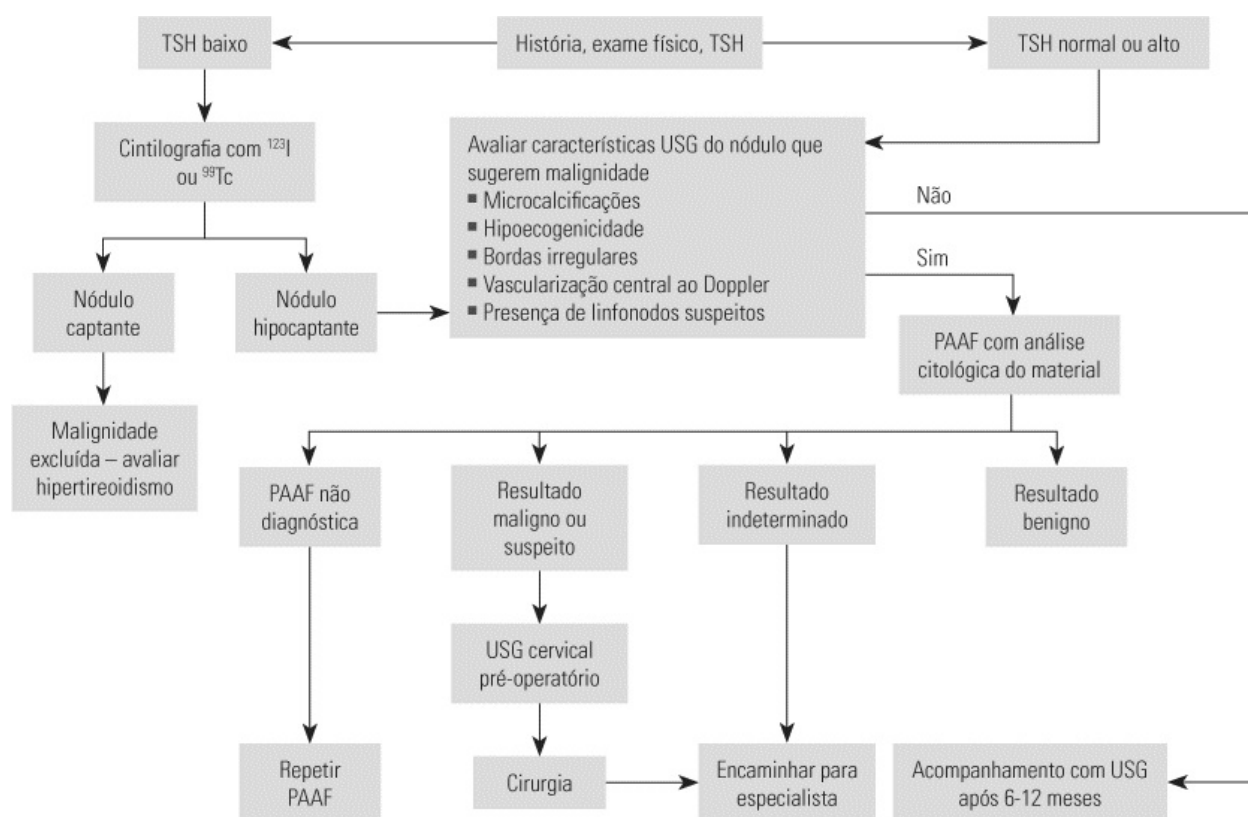 TSH baixo
História, exame físico, TSH
TSH normal ou alto
Cintilografia com ¹²³I
ou ⁹⁹Tc
Avaliar características USG do nódulo que
sugerem malignidade
▪ Microcalcificações
▪ Hipoecogenicidade
▪ Bordas irregulares
▪ Vascularização central ao Doppler
▪ Presença de linfonodos suspeitos
Não
Sim
Nódulo
captante
Nódulo
hipocaptante
PAAF com análise
citológica do material
Malignidade
excluída – avaliar
hipertireoidismo
PAAF não
diagnóstica
Resultado
maligno ou
suspeito
Resultado
indeterminado
Resultado
benigno
USG cervical
pré-operatório
Repetir
PAAF
Cirurgia
Encaminhar para
especialista
Acompanhamento com USG
após 6-12 meses